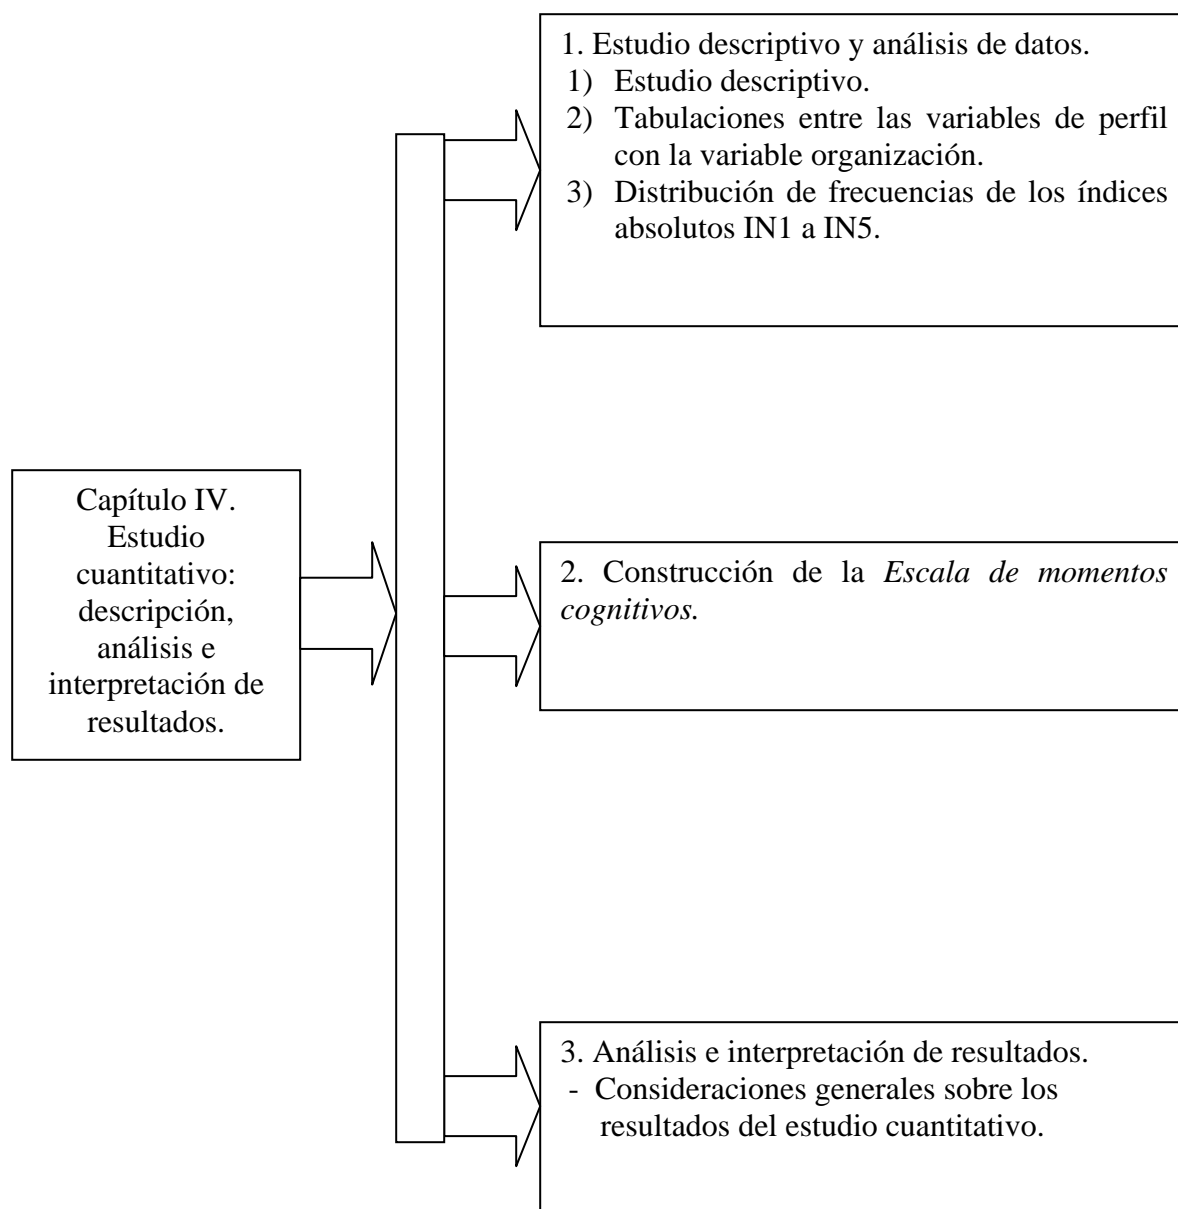 1. Estudio descriptivo y análisis de datos.
1) Estudio descriptivo.
2) Tabulaciones entre las variables de perfil
con la variable organización.
3) Distribución de frecuencias de los índices
absolutos IN1 a IN5.
Capítulo IV.
Estudio
cuantitativo:
descripción,
análisis e
interpretación de
resultados.
2. Construcción de la Escala de momentos
cognitivos.
3. Análisis e interpretación de resultados.
- Consideraciones generales sobre los
resultados del estudio cuantitativo.